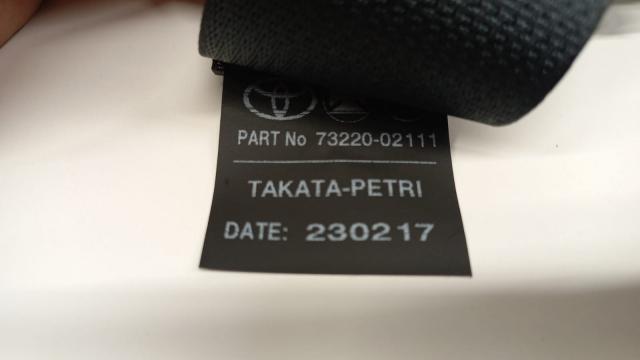 PART No 73220-02111
TAKATA-PETRI
DATE: 230217